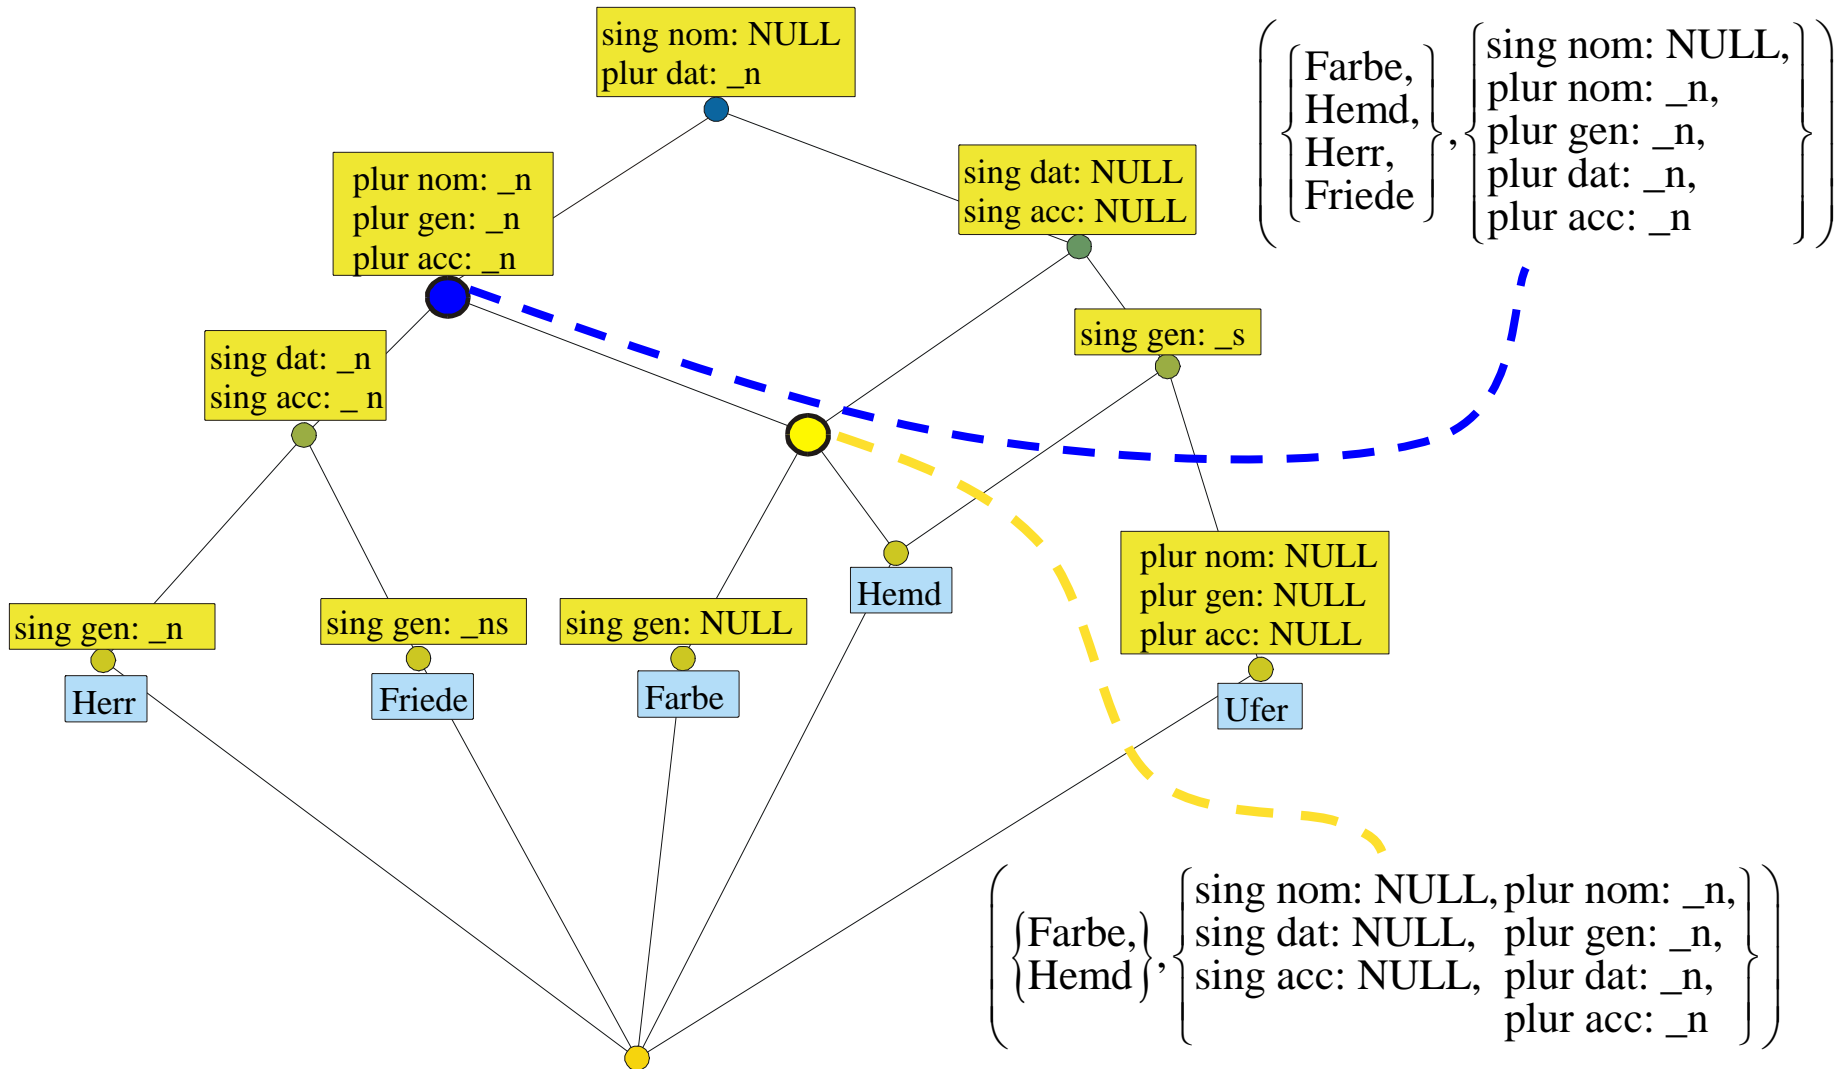 sing nom: NULL
plur dat: _n
plur nom: _n
plur gen: _n
plur acc: _n
sing dat: NULL
sing acc: NULL
Farbe,
Hemd,
Herr,
Friede
,
sing nom: NULL,
plur nom: _n,
plur gen: _n,
plur dat: _n,
plur acc: _n
sing gen: _s
sing dat: _n
sing acc: _ n
plur nom: NULL
plur gen: NULL
plur acc: NULL
Hemd
sing gen: _n
Herr
sing gen: _ns
Friede
sing gen: NULL
Farbe
Ufer
Farbe,
Hemd
,
sing nom: NULL, plur nom: _n,
sing dat: NULL, plur gen: _n,
sing acc: NULL, plur dat: _n,
plur acc: _n